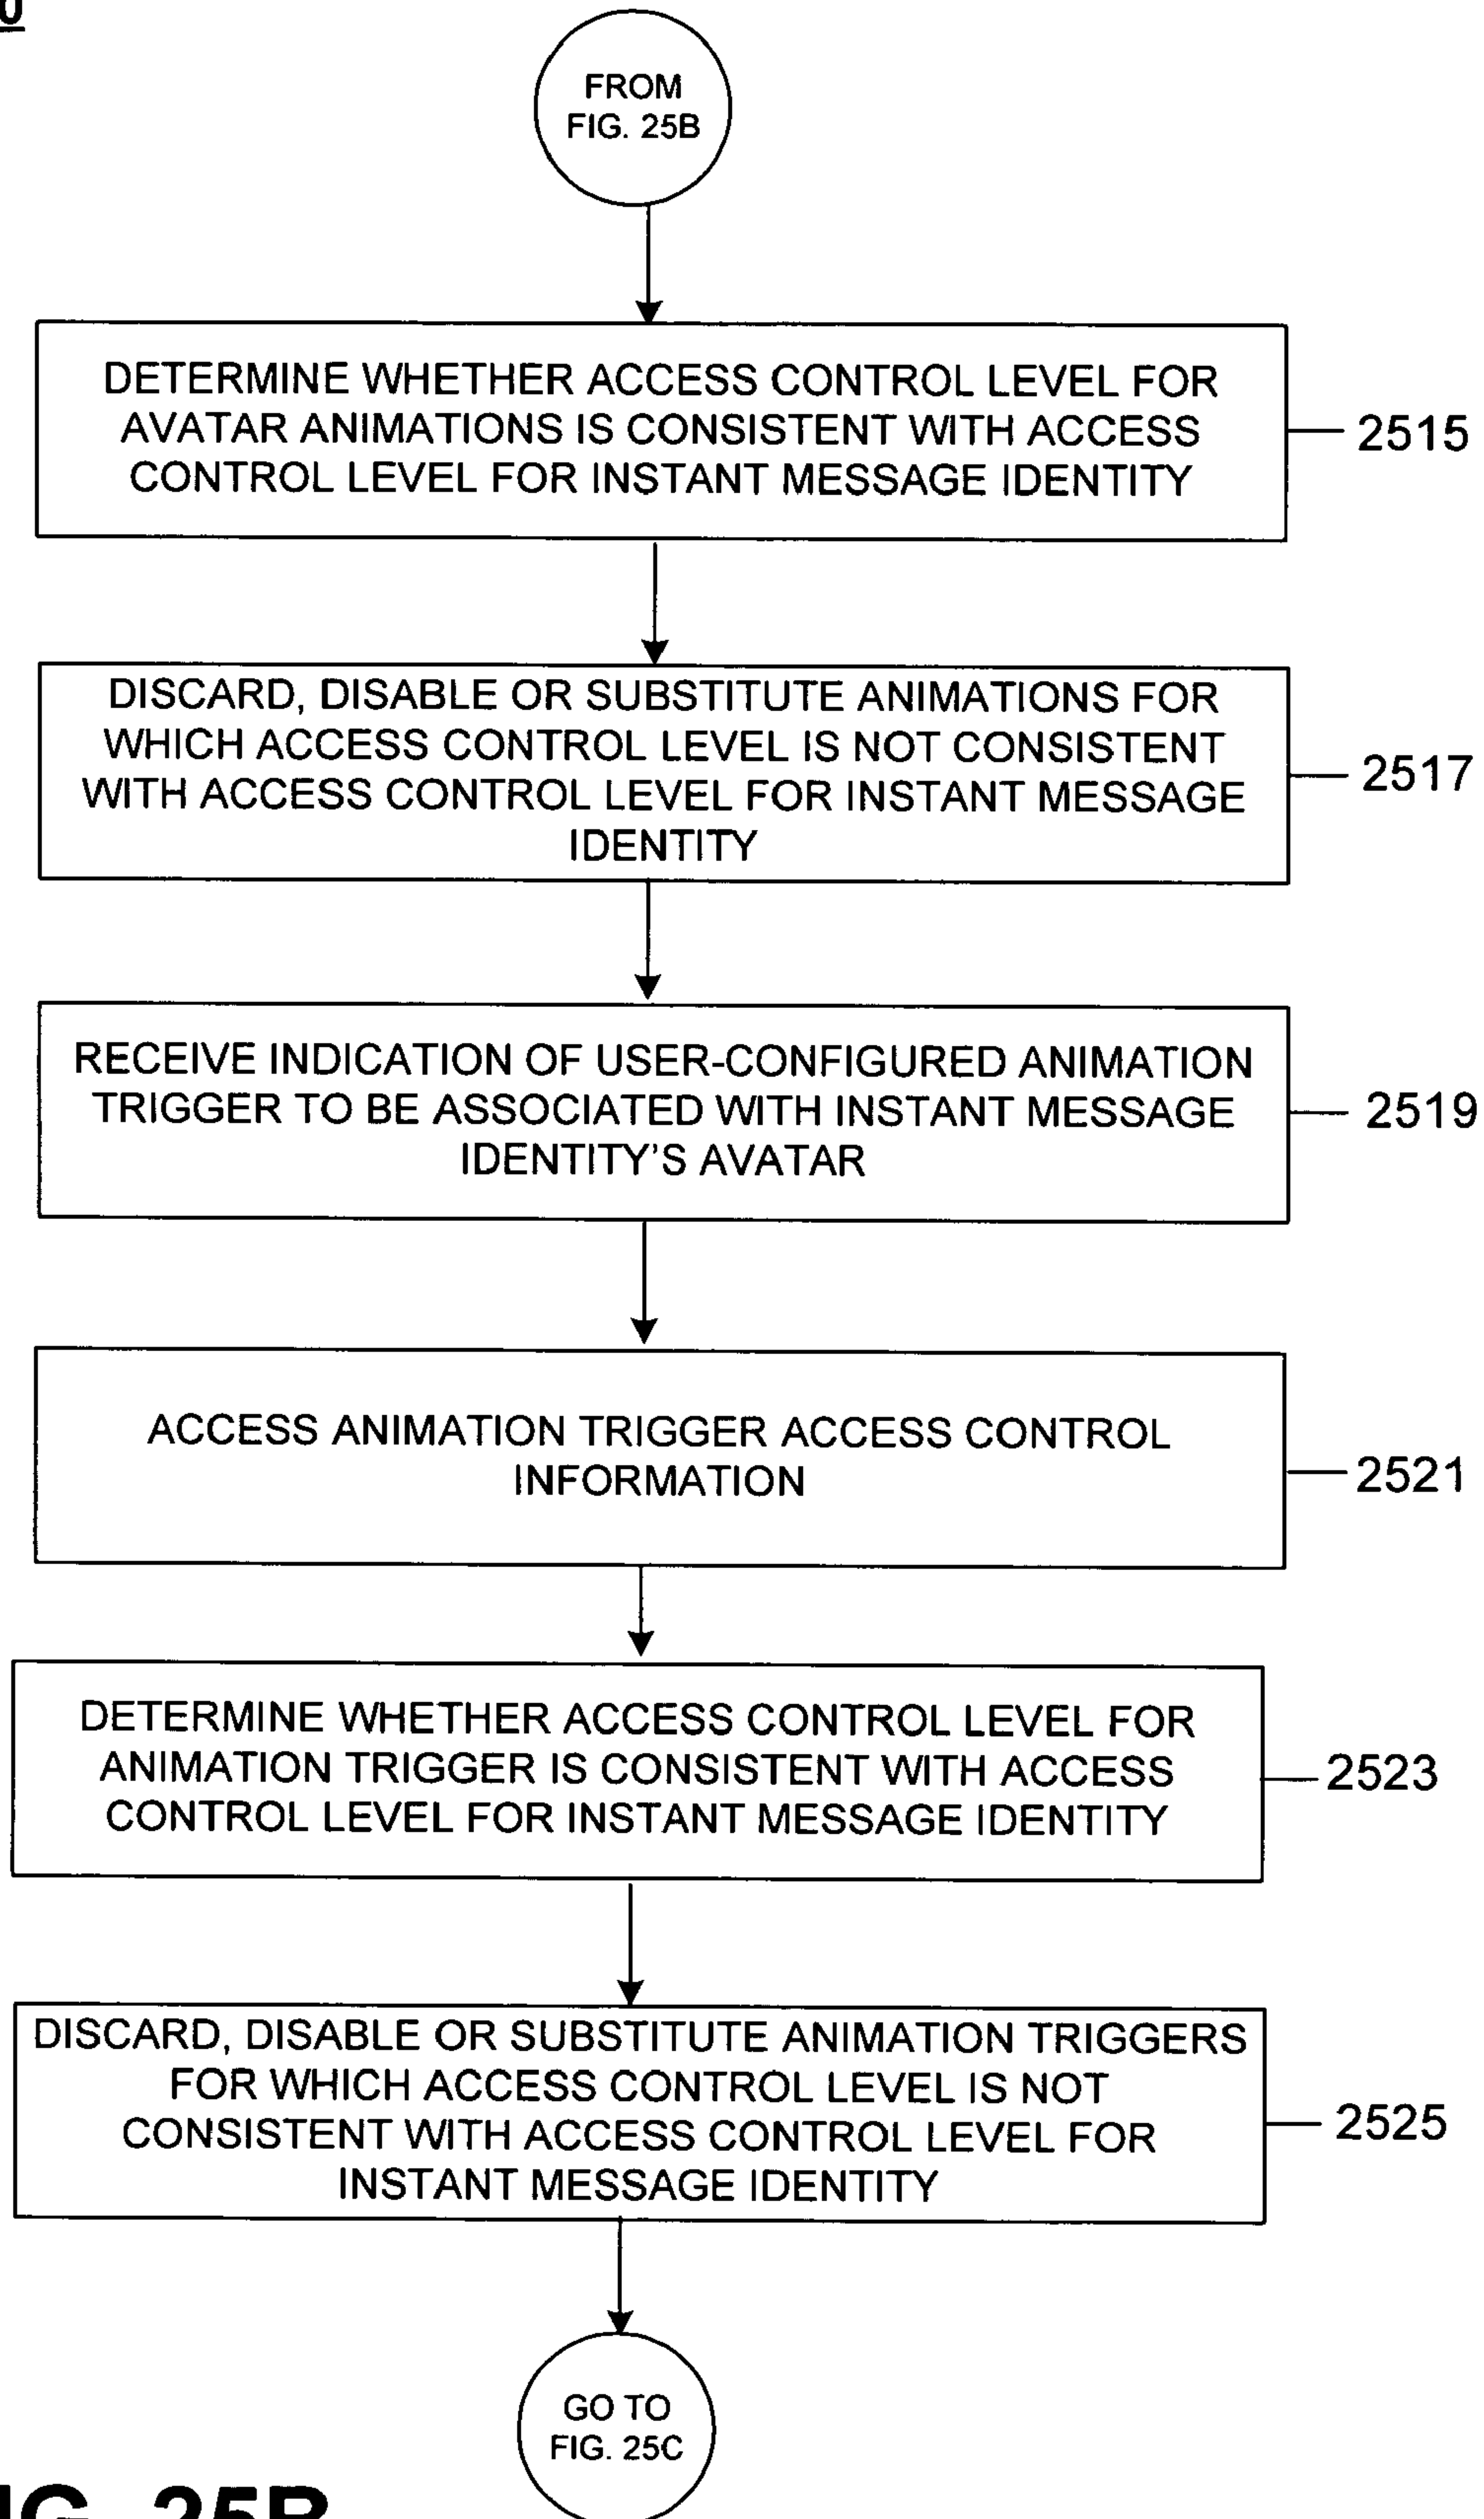 FROM
FIG. 25B
DETERMINE WHETHER ACCESS CONTROL LEVEL FOR
AVATAR ANIMATIONS IS CONSISTENT WITH ACCESS
CONTROL LEVEL FOR INSTANT MESSAGE IDENTITY
2515
DISCARD, DISABLE OR SUBSTITUTE ANIMATIONS FOR
WHICH ACCESS CONTROL LEVEL IS NOT CONSISTENT
WITH ACCESS CONTROL LEVEL FOR INSTANT MESSAGE
IDENTITY
2517
RECEIVE INDICATION OF USER-CONFIGURED ANIMATION
TRIGGER TO BE ASSOCIATED WITH INSTANT MESSAGE
IDENTITY'S AVATAR
2519
ACCESS ANIMATION TRIGGER ACCESS CONTROL
INFORMATION
2521
DETERMINE WHETHER ACCESS CONTROL LEVEL FOR
ANIMATION TRIGGER IS CONSISTENT WITH ACCESS
CONTROL LEVEL FOR INSTANT MESSAGE IDENTITY
2523
DISCARD, DISABLE OR SUBSTITUTE ANIMATION TRIGGERS
FOR WHICH ACCESS CONTROL LEVEL IS NOT
CONSISTENT WITH ACCESS CONTROL LEVEL FOR
INSTANT MESSAGE IDENTITY
2525
GO TO
FIG. 25C